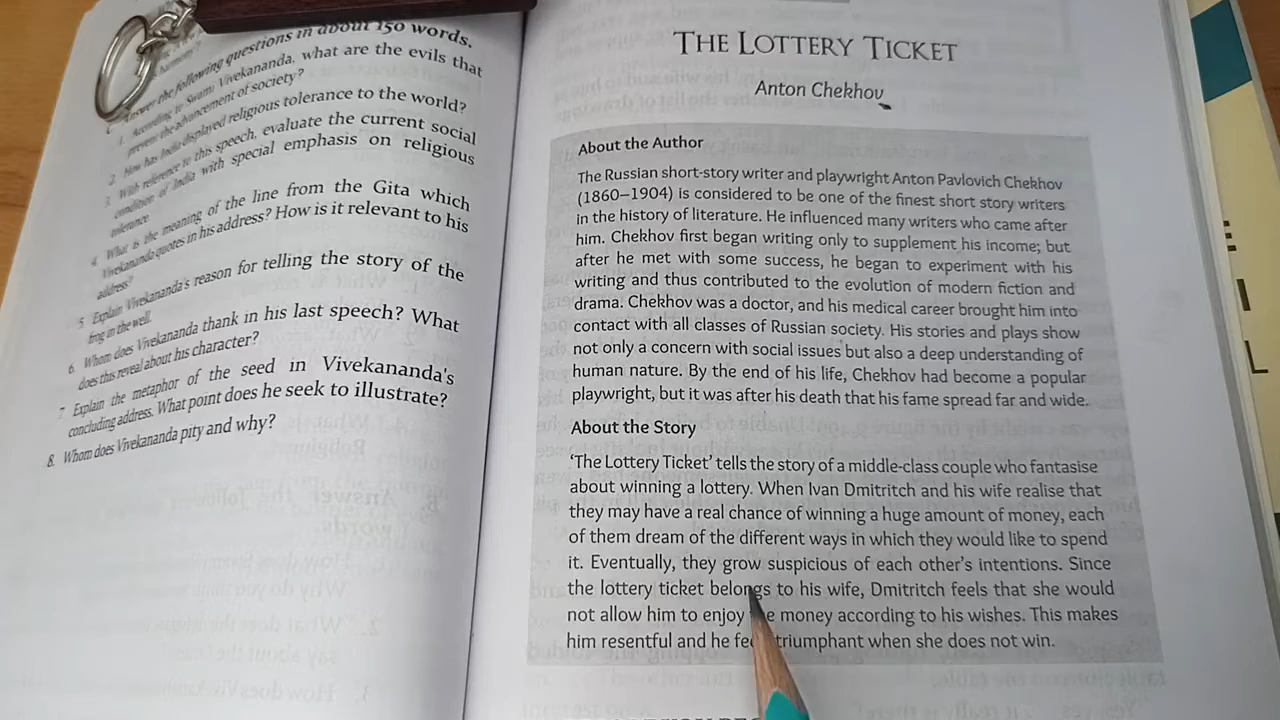 Answer the following questions in about 150 words.
1. According to Swami Vivekananda, what are the evils that
prevent the advancement of society?
2. How has India displayed religious tolerance to the world?
3. With reference to this speech, evaluate the current social
condition of India with special emphasis on religious
tolerance.
4. What is the meaning of the line from the Gita which
Vivekananda quotes in his address? How is it relevant to his
address?
5. Explain Vivekananda's reason for telling the story of the
frog in the well.
6. Whom does Vivekananda thank in his last speech? What
does this reveal about his character?
7. Explain the metaphor of the seed in Vivekananda's
concluding address. What point does he seek to illustrate?
8. Whom does Vivekananda pity and why?
THE LOTTERY TICKET
Anton Chekhov
About the Author
The Russian short-story writer and playwright Anton Pavlovich Chekhov
(1860–1904) is considered to be one of the finest short story writers
in the history of literature. He influenced many writers who came after
him. Chekhov first began writing only to supplement his income; but
after he met with some success, he began to experiment with his
writing and thus contributed to the evolution of modern fiction and
drama. Chekhov was a doctor, and his medical career brought him into
contact with all classes of Russian society. His stories and plays show
not only a concern with social issues but also a deep understanding of
human nature. By the end of his life, Chekhov had become a popular
playwright, but it was after his death that his fame spread far and wide.
About the Story
'The Lottery Ticket' tells the story of a middle-class couple who fantasise
about winning a lottery. When Ivan Dmitritch and his wife realise that
they may have a real chance of winning a huge amount of money, each
of them dream of the different ways in which they would like to spend
it. Eventually, they grow suspicious of each other's intentions. Since
the lottery ticket belongs to his wife, Dmitritch feels that she would
not allow him to enjoy the money according to his wishes. This makes
him resentful and he triumphant when she does not win.